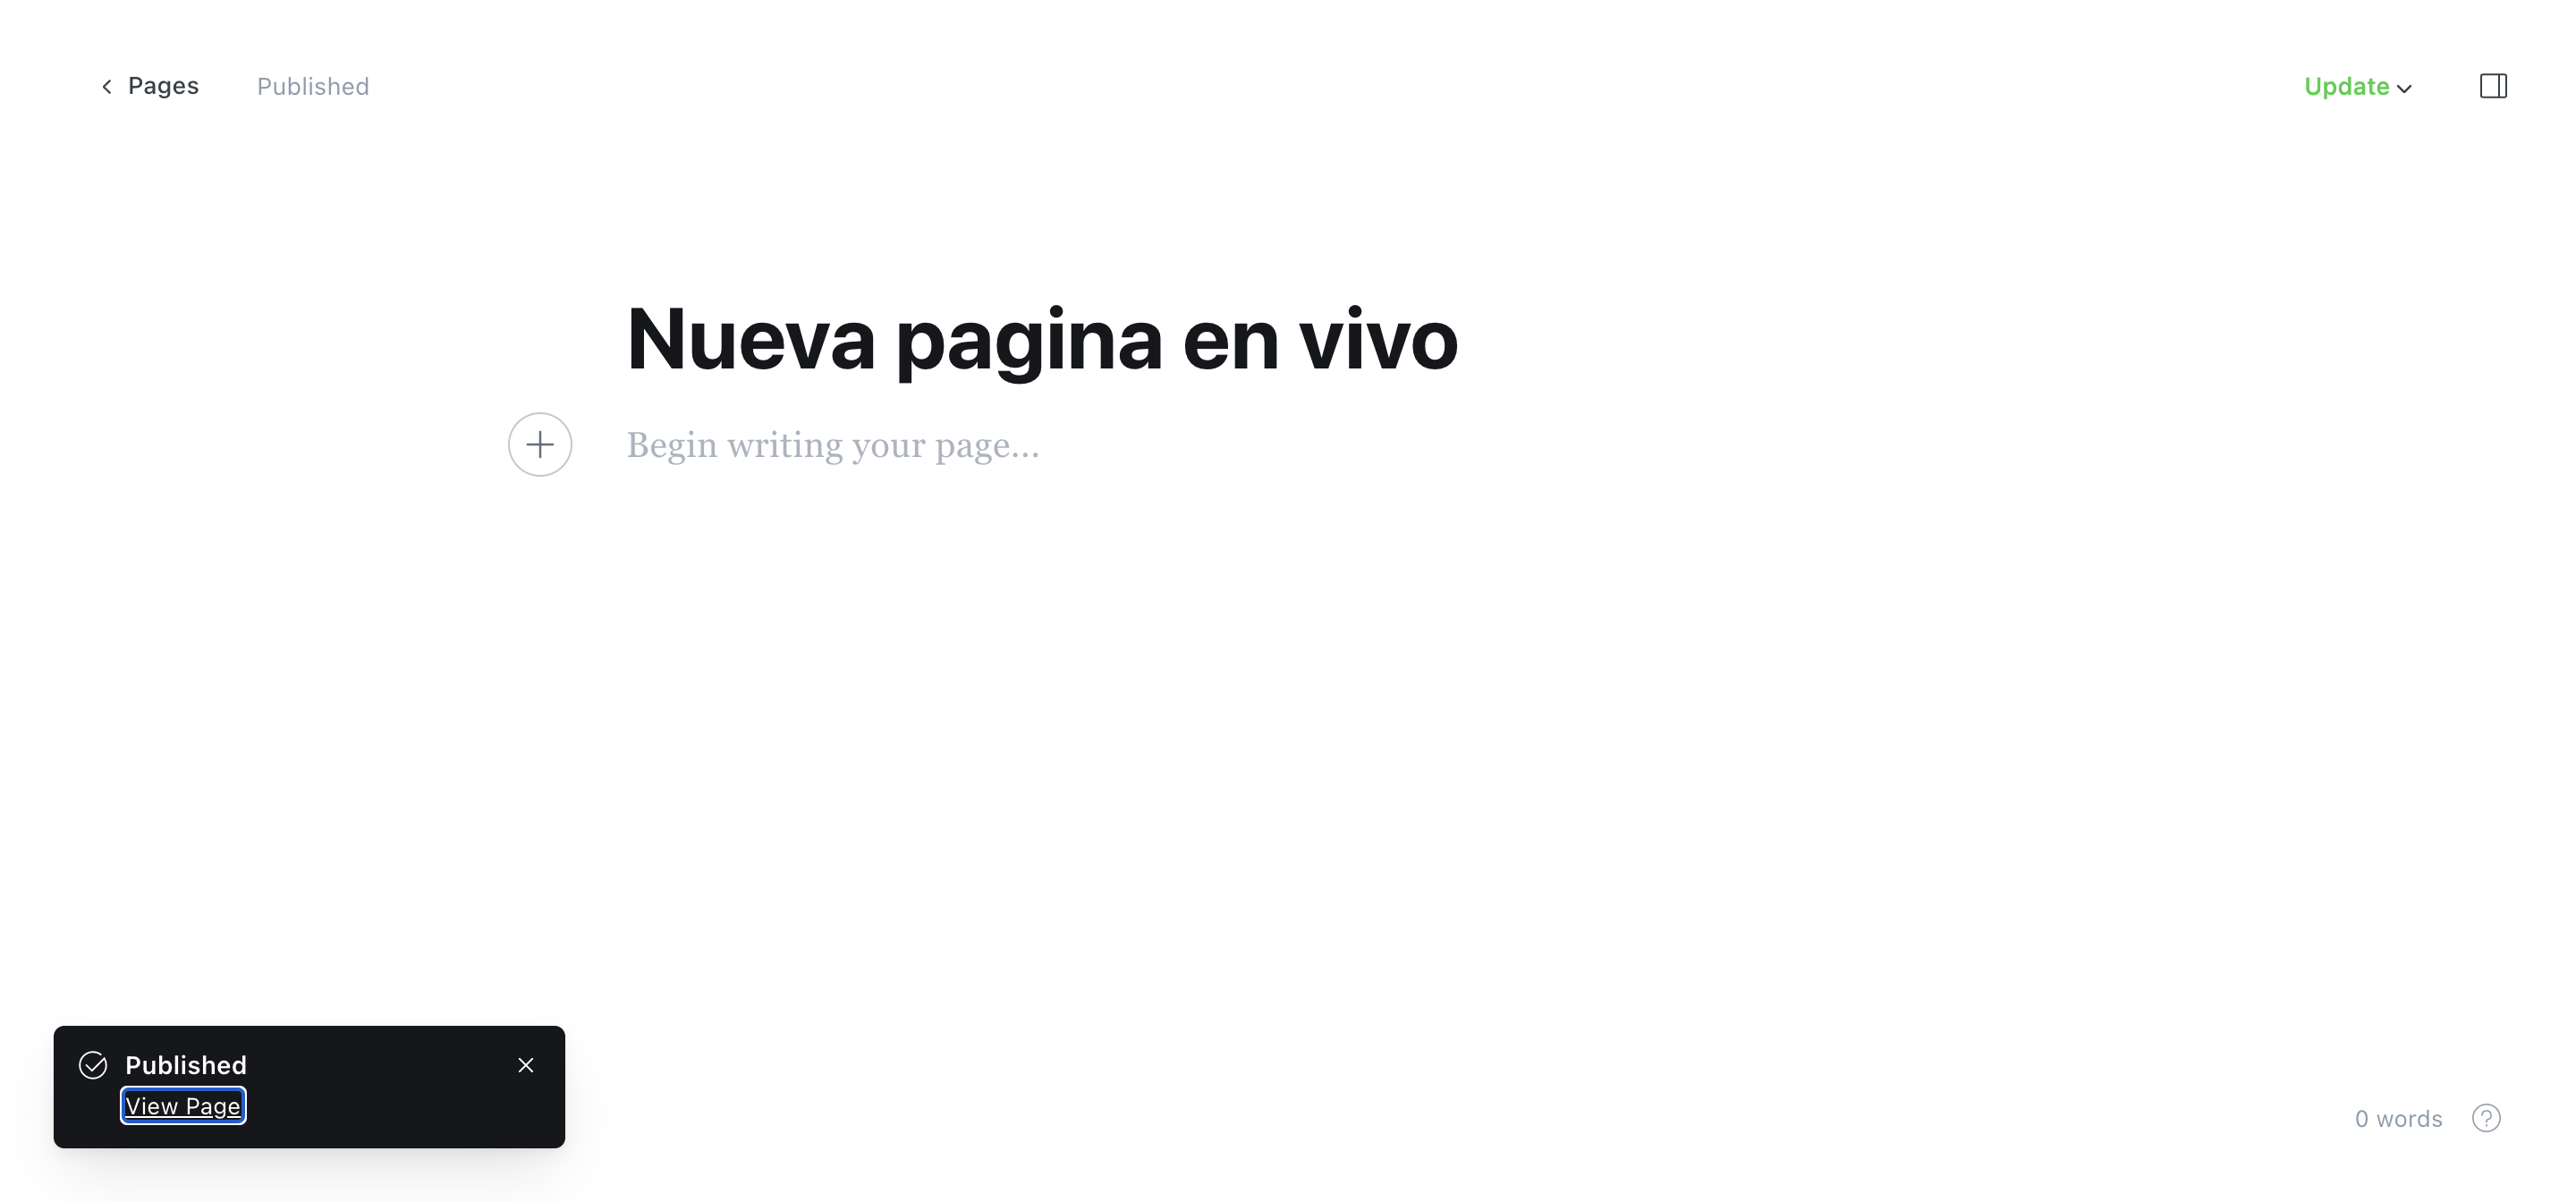 Pages Published Update
Nueva pagina en vivo
Begin writing your page...
Published
View Page
0 words